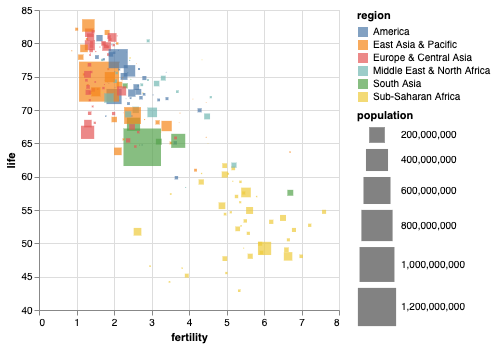 85
80
75
70
65
60
55
50
45
40
life
0 1 2 3 4 5 6 7 8
fertility
region
America
East Asia & Pacific
Europe & Central Asia
Middle East & North Africa
South Asia
Sub-Saharan Africa
population
200,000,000
400,000,000
600,000,000
800,000,000
1,000,000,000
1,200,000,000